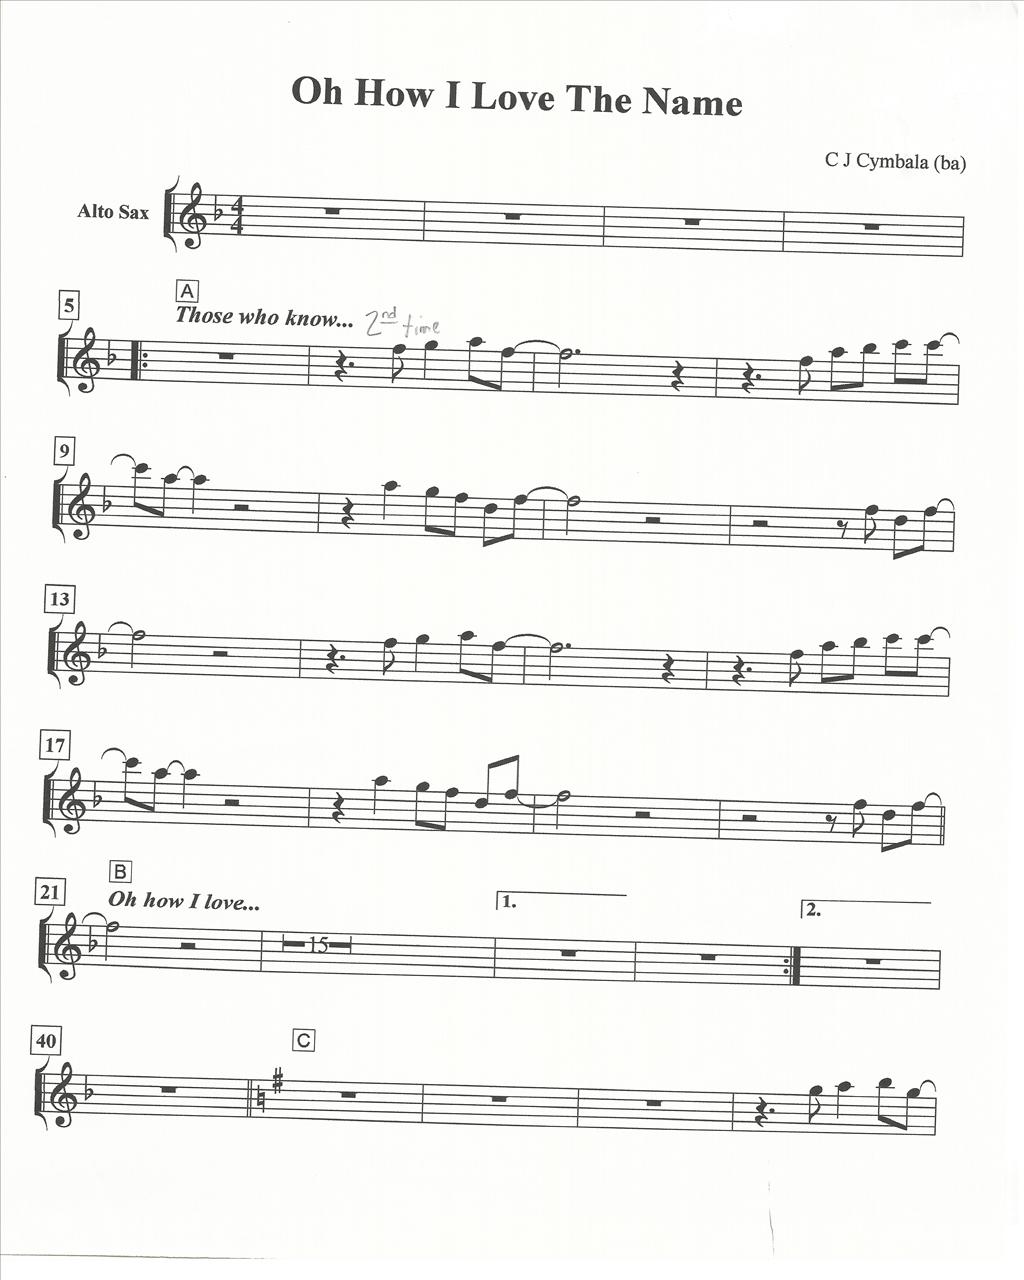 Oh How I Love The Name
C J Cymbala (ba)
Alto Sax
4
4
A
5
Those who know... 2nd time
9
13
17
B
21
Oh how I love...
1.
2.
15
40
C